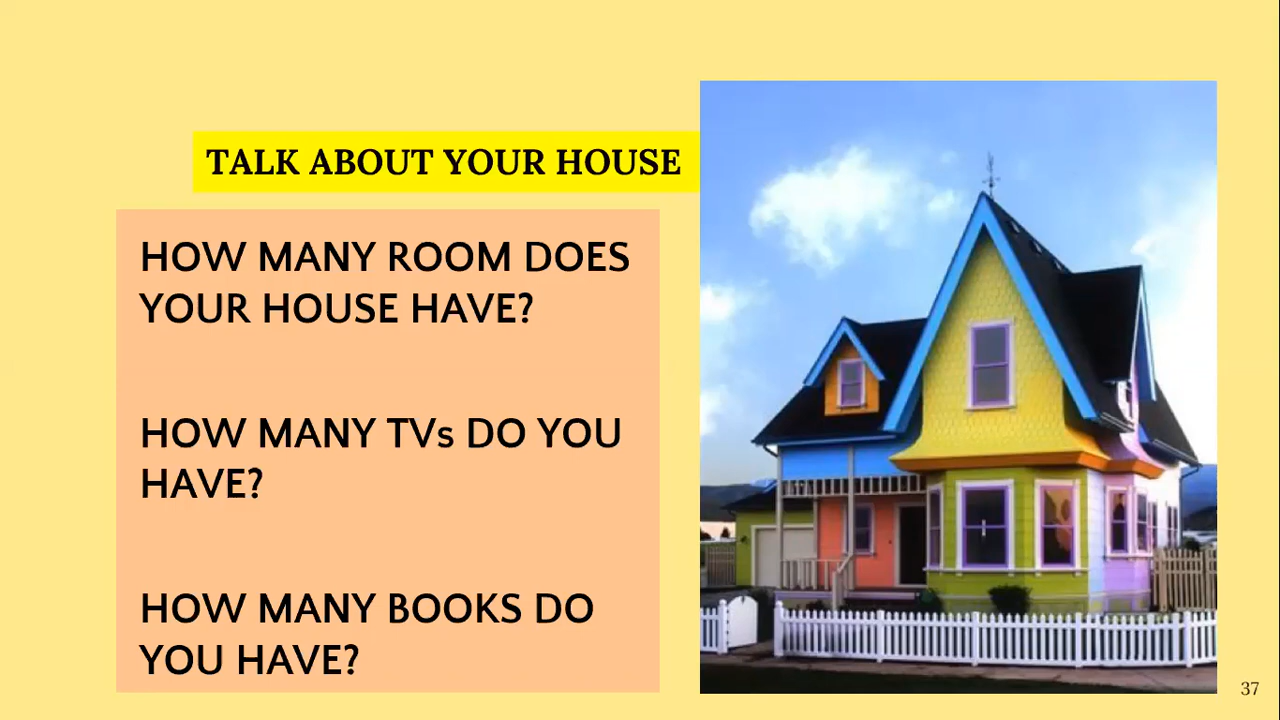 TALK ABOUT YOUR HOUSE
HOW MANY ROOM DOES
YOUR HOUSE HAVE?
HOW MANY TVs DO YOU
HAVE?
HOW MANY BOOKS DO
YOU HAVE?
37